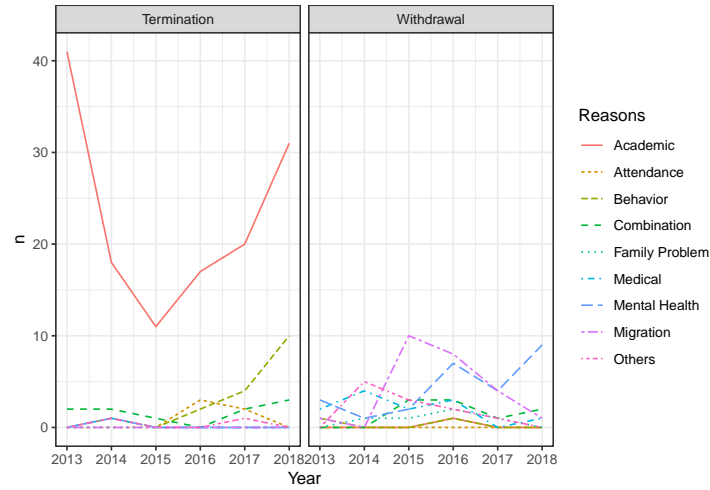 Termination Withdrawal
40
30
20
10
0
n
2013 2014 2015 2016 2017 2018 2013 2014 2015 2016 2017 2018
Year
Reasons
Academic
Attendance
Behavior
Combination
Family Problem
Medical
Mental Health
Migration
Others